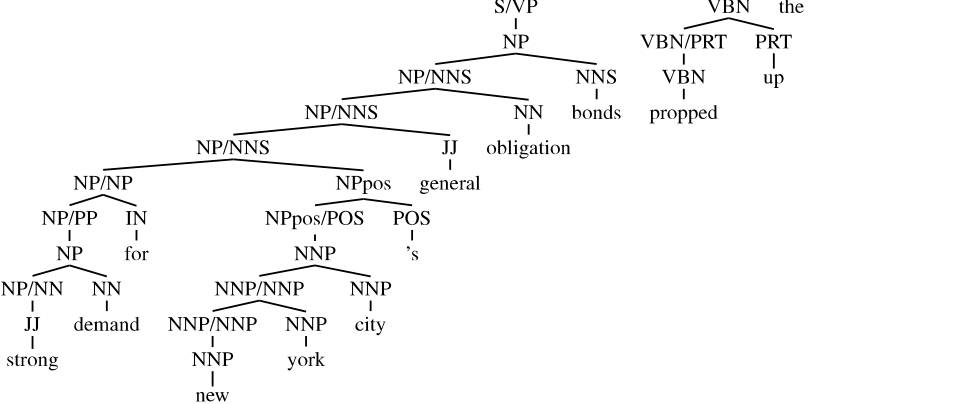 S/VP VBN the
NP VBN/PRT PRT
NP/NNS NNS VBN up
NP/NNS NN bonds propped
NP/NNS JJ obligation
NP/NP NPpos general
NP/PP IN NPpos/POS POS
NP for NNP 's
NP/NN NN NNP/NNP NNP
JJ demand NNP/NNP NNP city
strong NNP york
new